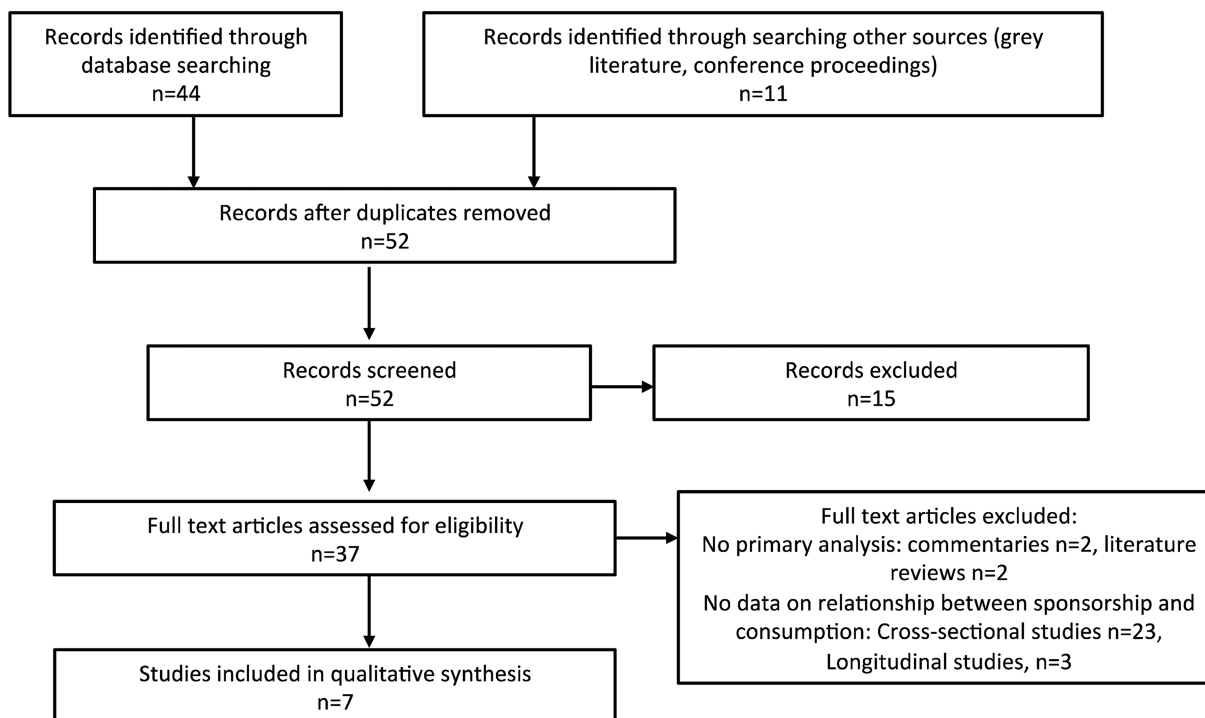 Records identified through
database searching
n=44
Records identified through searching other sources (grey
literature, conference proceedings)
n=11
Records after duplicates removed
n=52
Records screened
n=52
Records excluded
n=15
Full text articles assessed for eligibility
n=37
Full text articles excluded:
No primary analysis: commentaries n=2, literature
reviews n=2
No data on relationship between sponsorship and
consumption: Cross-sectional studies n=23,
Longitudinal studies, n=3
Studies included in qualitative synthesis
n=7